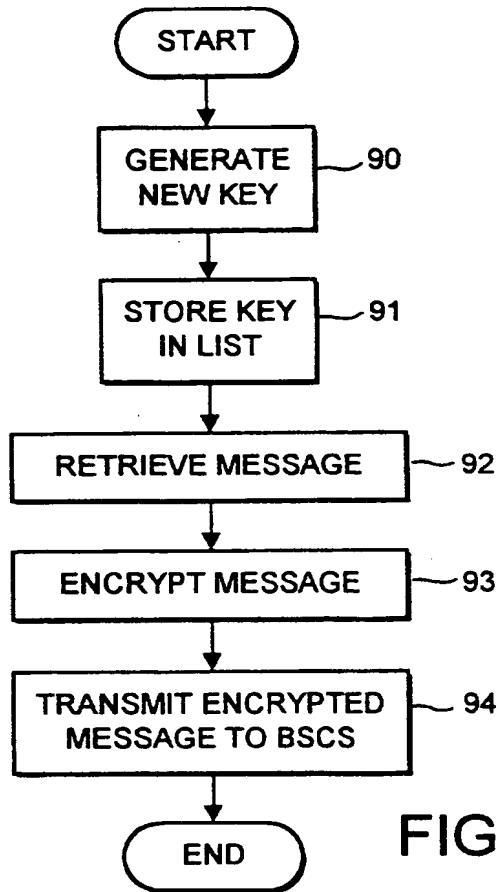 START
GENERATE
NEW KEY
90
STORE KEY
IN LIST
91
RETRIEVE MESSAGE
92
ENCRYPT MESSAGE
93
TRANSMIT ENCRYPTED
MESSAGE TO BSCS
94
END
FIG